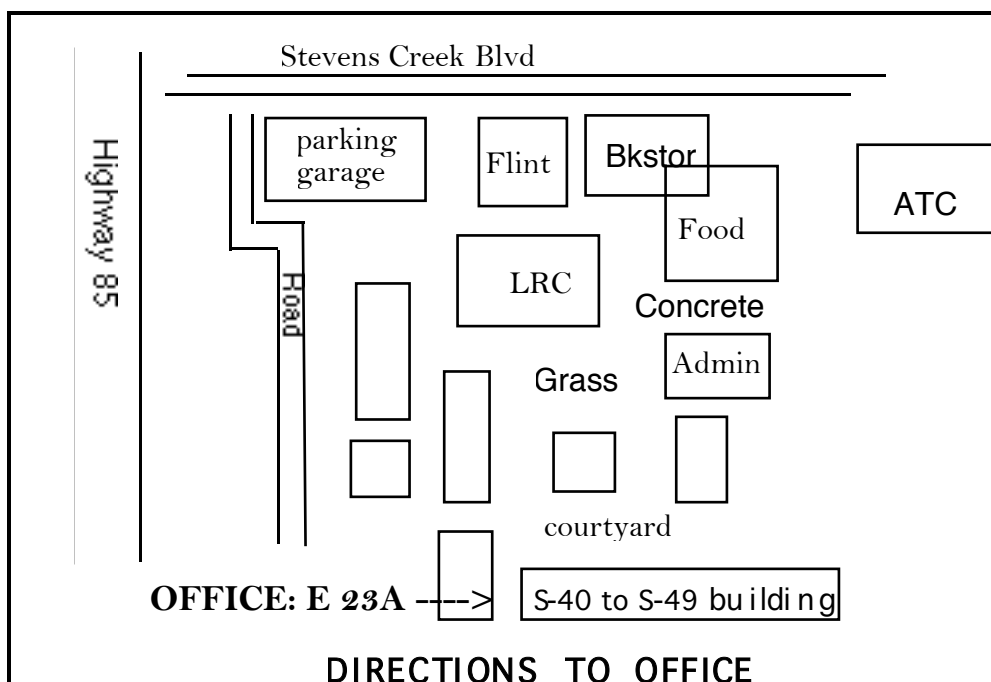 Stevens Creek Blvd
parking
garage
Flint
Bkstor
Food
ATC
Highway 85
Road
LRC
Concrete
Admin
Grass
courtyard
OFFICE: E 23A ---->
S-40 to S-49 building
DIRECTIONS TO OFFICE